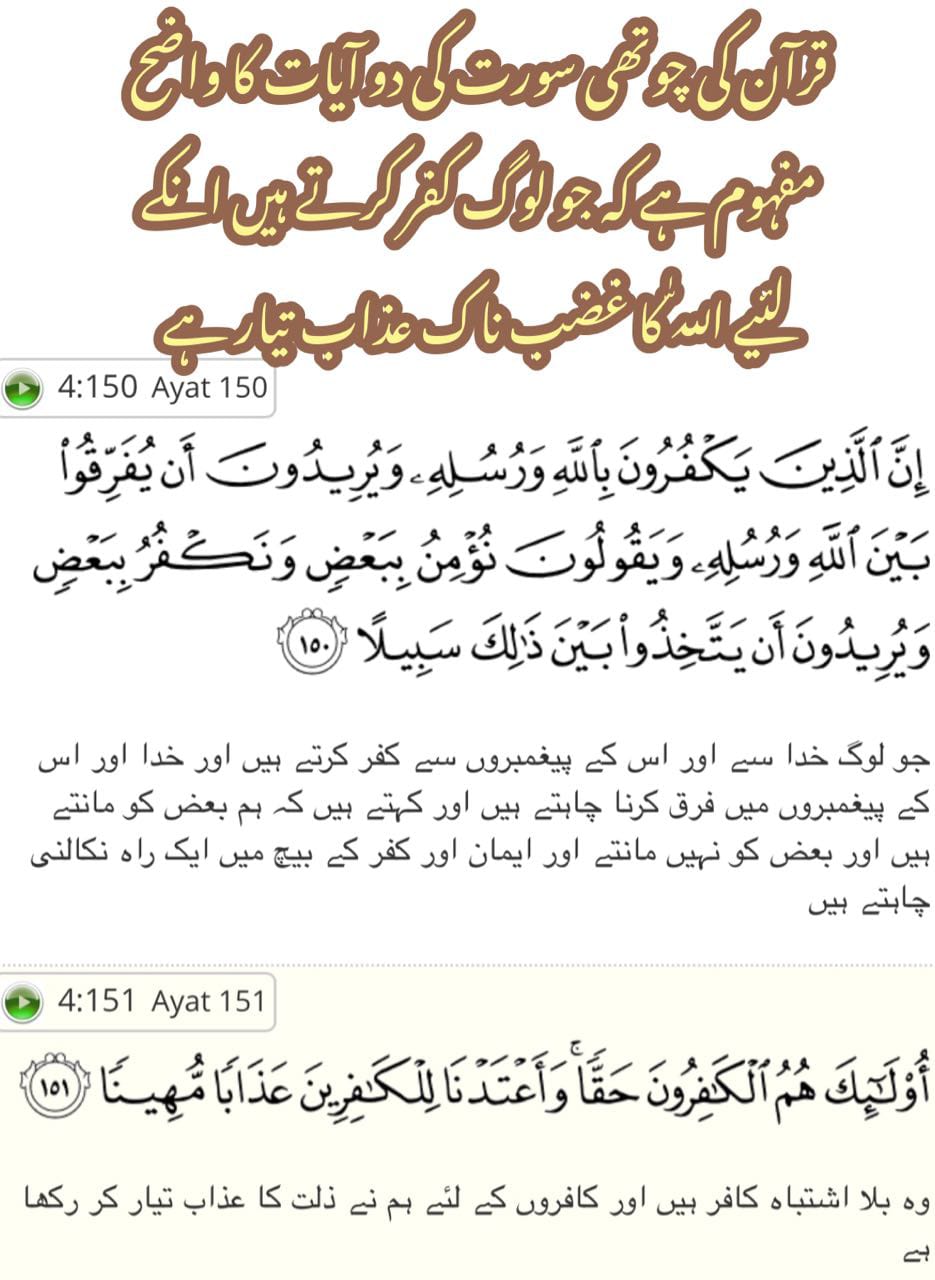 قرآن کی چوتھی سورت کی دو آیات کا واضح
مفہوم ہے کہ جو لوگ کفر کرتے ہیں انکے
لئیے اللہ کا غضب ناک عذاب تیار ہے
4:150 Ayat 150
إِنَّ ٱلَّذِينَ يَكْفُرُونَ بِٱللَّهِ وَرُسُلِهِۦ وَيُرِيدُونَ أَن يُفَرِّقُوا۟
بَيْنَ ٱللَّهِ وَرُسُلِهِۦ وَيَقُولُونَ نُؤْمِنُ بِبَعْضٍ وَنَكْفُرُ بِبَعْضٍ
وَيُرِيدُونَ أَن يَتَّخِذُوا۟ بَيْنَ ذَٰلِكَ سَبِيلًا ١٥٠
جو لوگ خدا سے اور اس کے پیغمبروں سے کفر کرتے ہیں اور خدا اور اس
کے پیغمبروں میں فرق کرنا چاہتے ہیں اور کہتے ہیں کہ ہم بعض کو مانتے
ہیں اور بعض کو نہیں مانتے اور ایمان اور کفر کے بیچ میں ایک راہ نکالنی
چاہتے ہیں
4:151 Ayat 151
أُو۟لَٰٓئِكَ هُمُ ٱلْكَٰفِرُونَ حَقًّا ۚ وَأَعْتَدْنَا لِلْكَٰفِرِينَ عَذَابًا مُّهِينًا ١٥١
وہ بلا اشتباہ کافر ہیں اور کافروں کے لئے ہم نے ذلت کا عذاب تیار کر رکھا
ہے